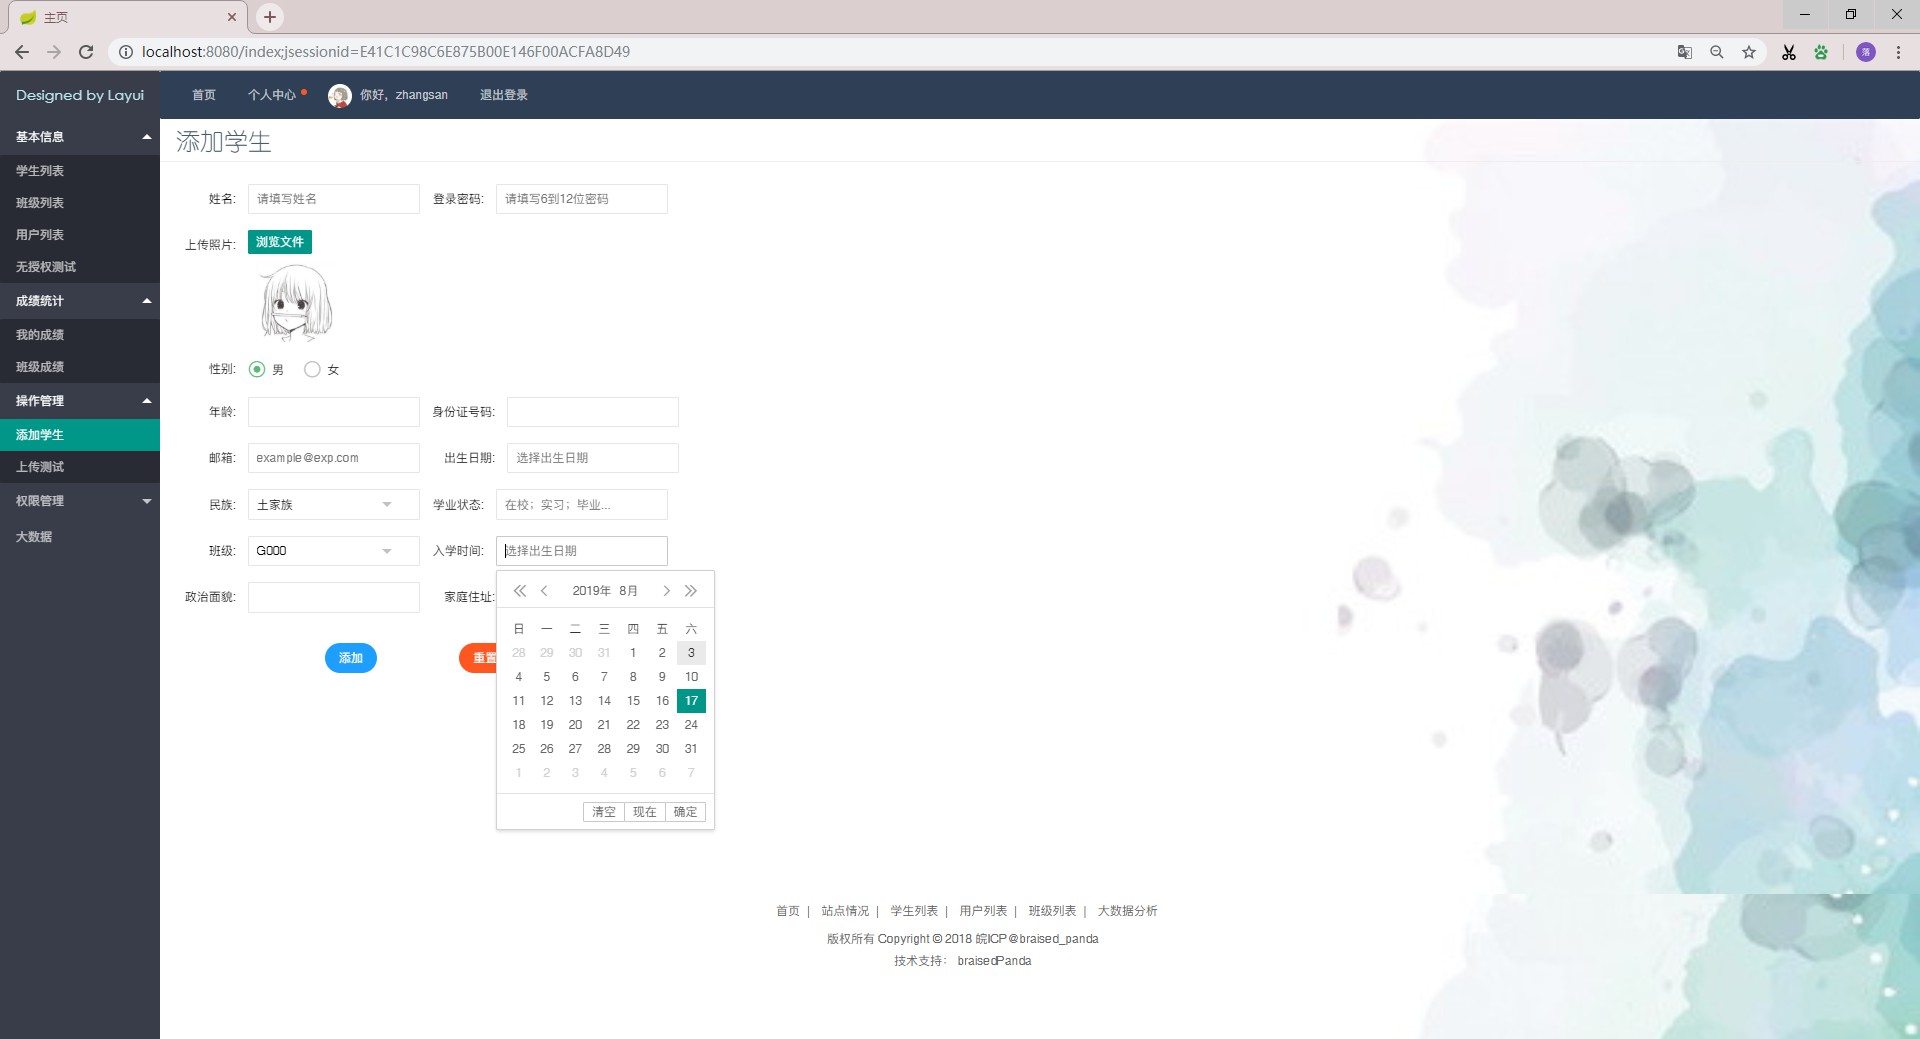 主页
localhost:8080/index;jsessionid=E41C1C98C6E875B00E146F00ACFA8D49
落
Designed by Layui
首页 个人中心 你好，zhangsan 退出登录
基本信息
学生列表
班级列表
用户列表
无授权测试
成绩统计
我的成绩
班级成绩
操作管理
添加学生
上传测试
权限管理
大数据
添加学生
姓名: 请填写姓名 登录密码: 请填写6到12位密码
上传照片: 浏览文件
性别: 男 女
年龄: 身份证号码:
邮箱: example@exp.com 出生日期: 选择出生日期
民族: 土家族 学业状态: 在校；实习；毕业...
班级: G000 入学时间: 选择出生日期
政治面貌: 家庭住址:
添加 重置
2019年 8月
日 一 二 三 四 五 六
28 29 30 31 1 2 3
4 5 6 7 8 9 10
11 12 13 14 15 16 17
18 19 20 21 22 23 24
25 26 27 28 29 30 31
1 2 3 4 5 6 7
清空 现在 确定
首页 | 站点情况 | 学生列表 | 用户列表 | 班级列表 | 大数据分析
版权所有 Copyright © 2018 皖ICP@braised_panda
技术支持： braisedPanda